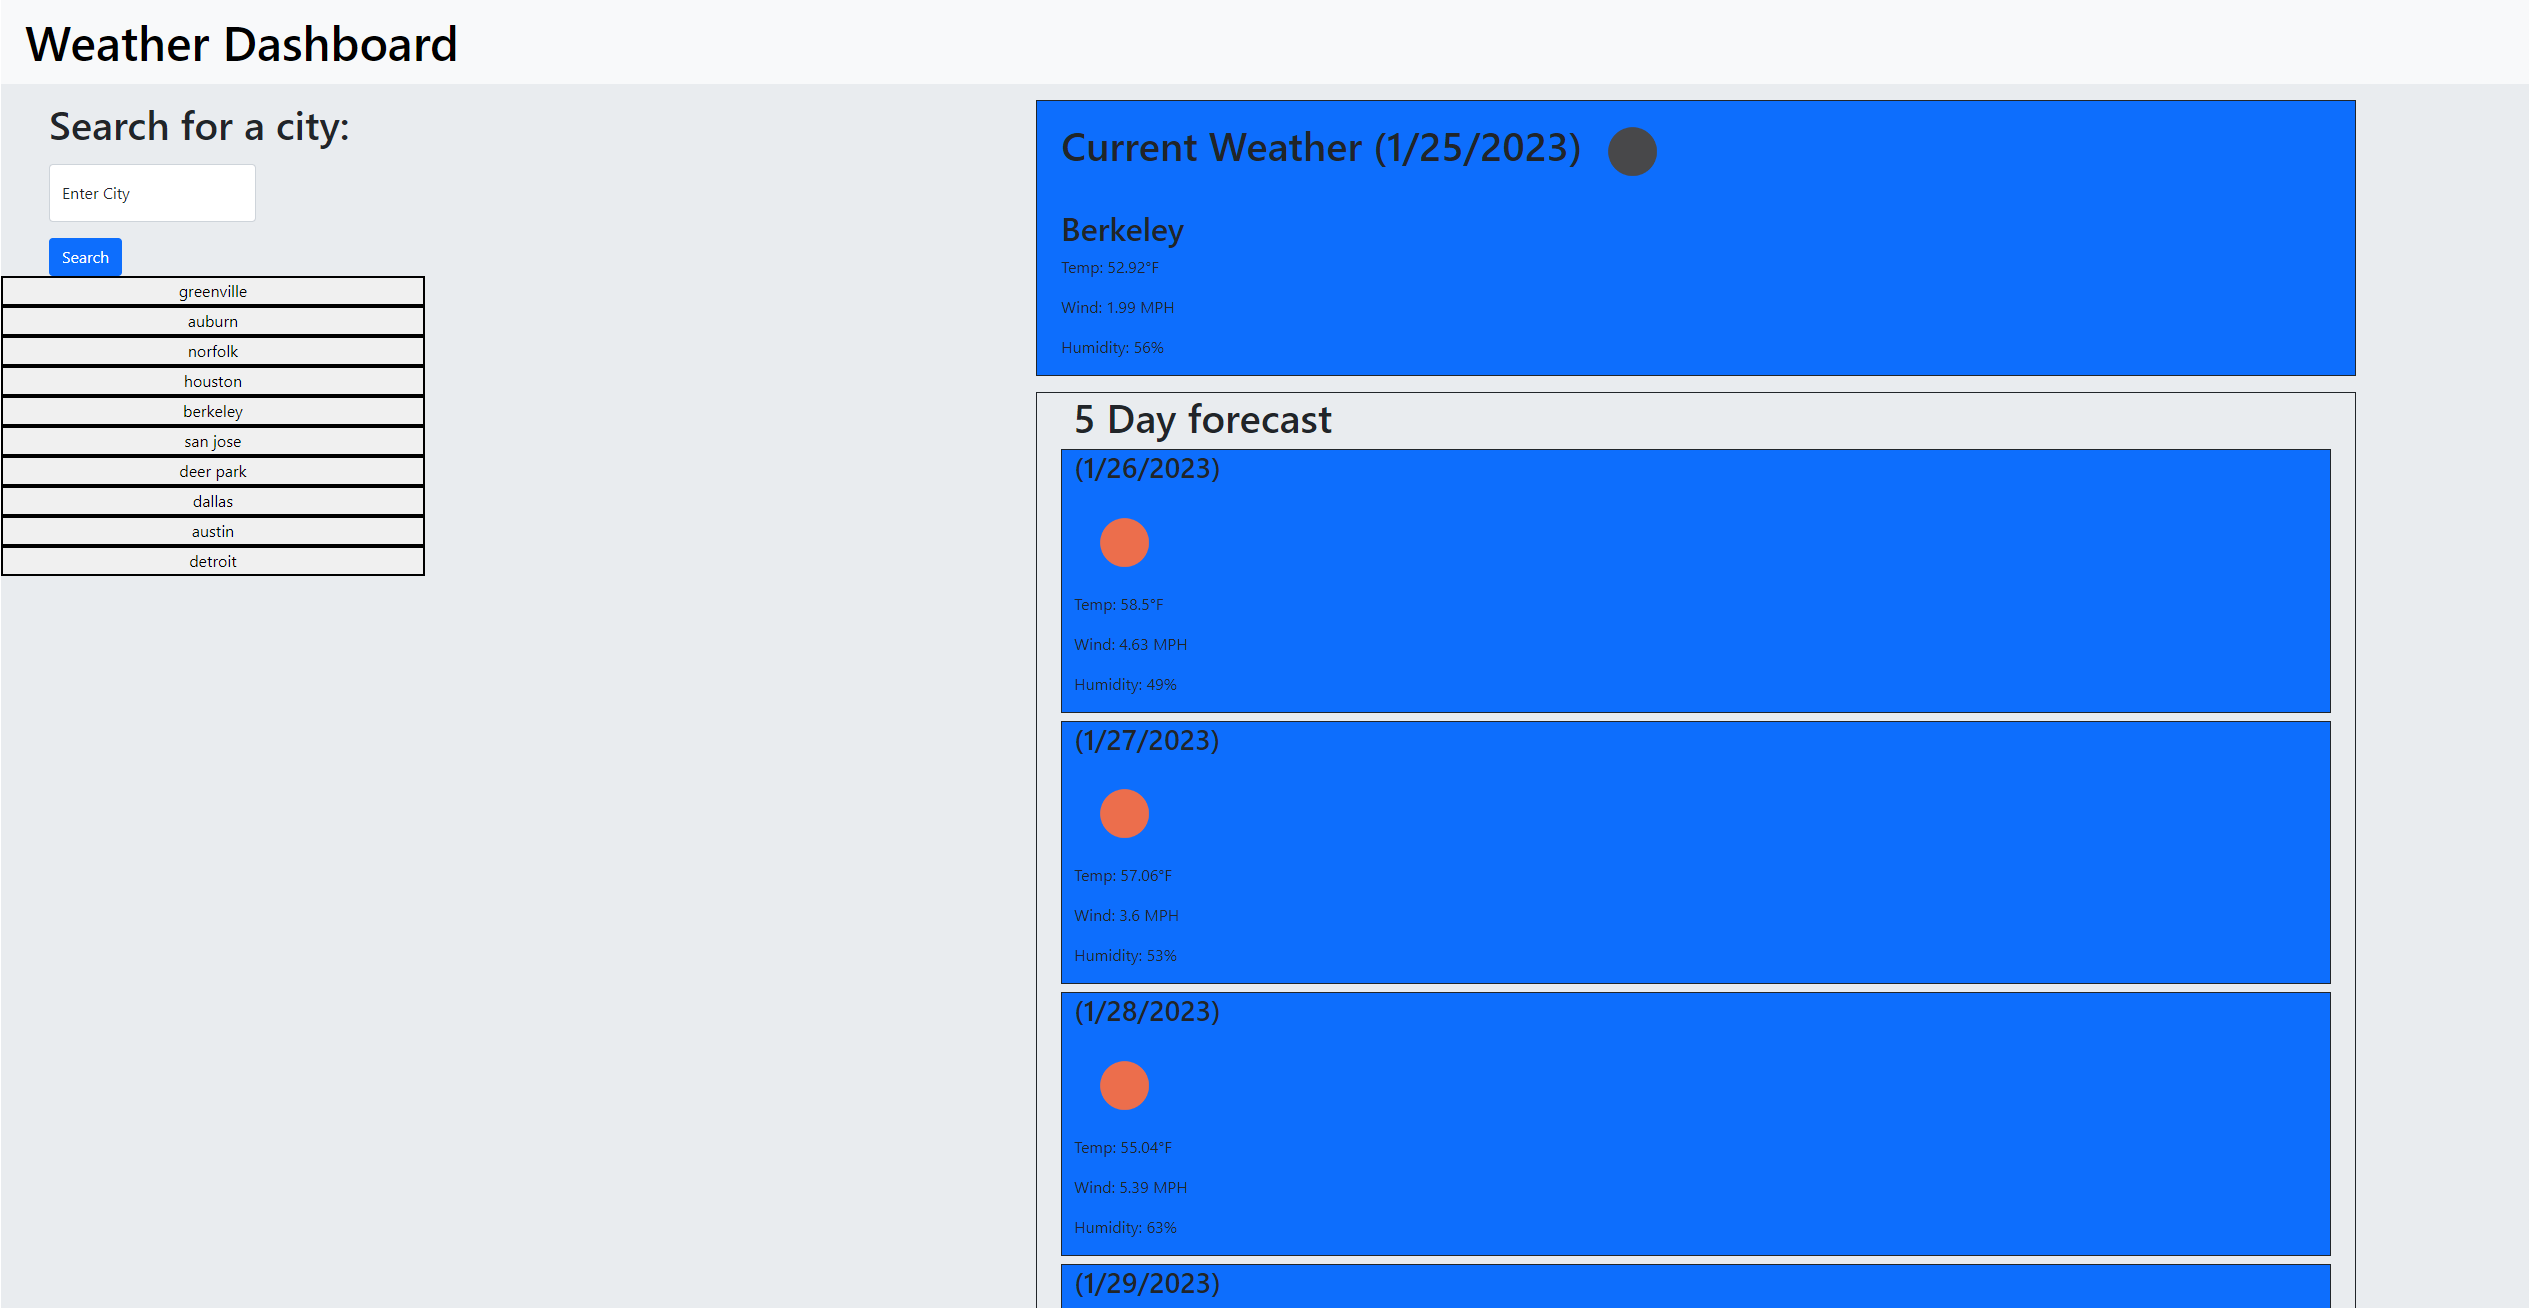 Weather Dashboard
Search for a city:
Enter City
Search
greenville
auburn
norfolk
houston
berkeley
san jose
deer park
dallas
austin
detroit
Current Weather (1/25/2023)
Berkeley
Temp: 52.92°F
Wind: 1.99 MPH
Humidity: 56%
5 Day forecast
(1/26/2023)
Temp: 58.5°F
Wind: 4.63 MPH
Humidity: 49%
(1/27/2023)
Temp: 57.06°F
Wind: 3.6 MPH
Humidity: 53%
(1/28/2023)
Temp: 55.04°F
Wind: 5.39 MPH
Humidity: 63%
(1/29/2023)